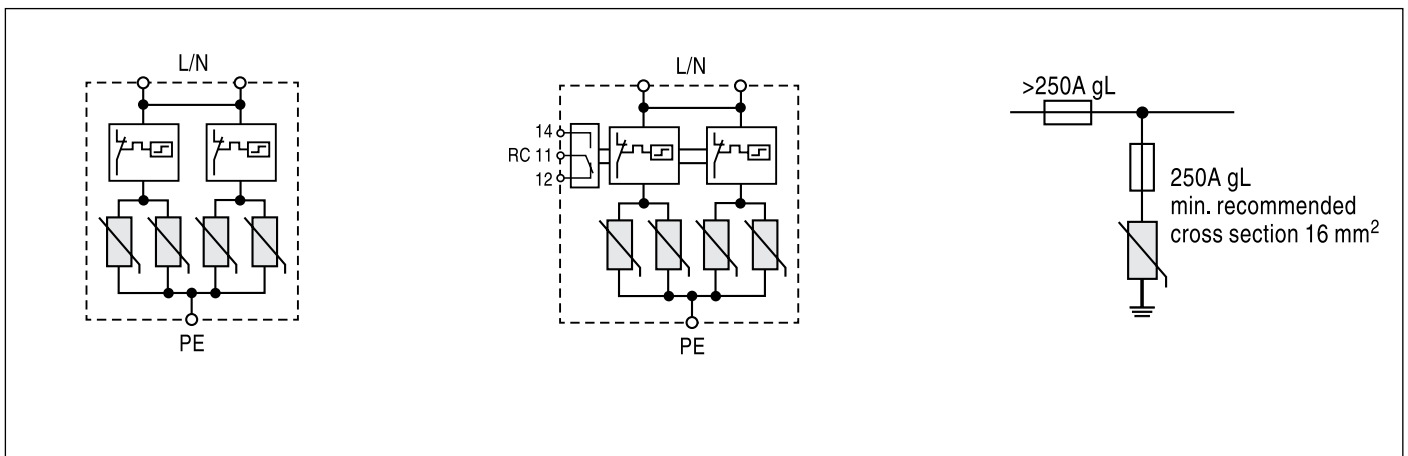 L/N
PE
L/N
14
RC 11
12
PE
>250A gL
250A gL
min. recommended
cross section 16 mm²